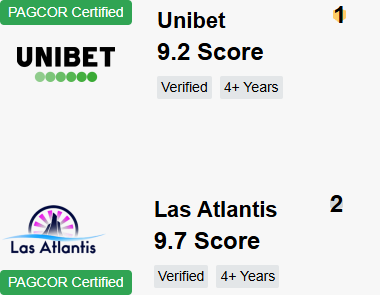 PAGCOR Certified
Unibet
1
UNIBET
9.2 Score
Verified
4+ Years
Las Atlantis
2
Las Atlantis
9.7 Score
Verified
4+ Years
PAGCOR Certified